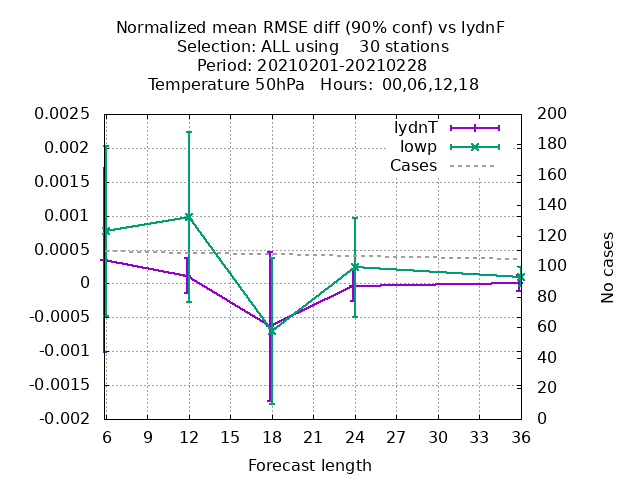 Normalized mean RMSE diff (90% conf) vs lydnF
Selection: ALL using    30 stations
Period: 20210201-20210228
Temperature 50hPa   Hours:  00,06,12,18
0.0025
0.002
0.0015
0.001
0.0005
0
-0.0005
-0.001
-0.0015
-0.002
200
180
160
140
120
100
80
60
40
20
0
lydnT
lowp
Cases
No cases
6 9 12 15 18 21 24 27 30 33 36
Forecast length